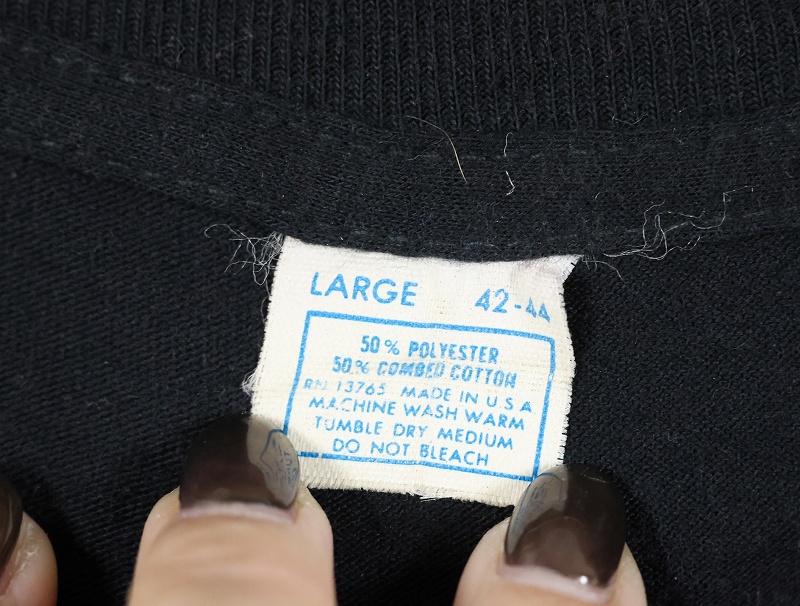 LARGE 42-44
50% POLYESTER
50% COMBED COTTON
RN 13765 MADE IN U S A
MACHINE WASH WARM
TUMBLE DRY MEDIUM
DO NOT BLEACH